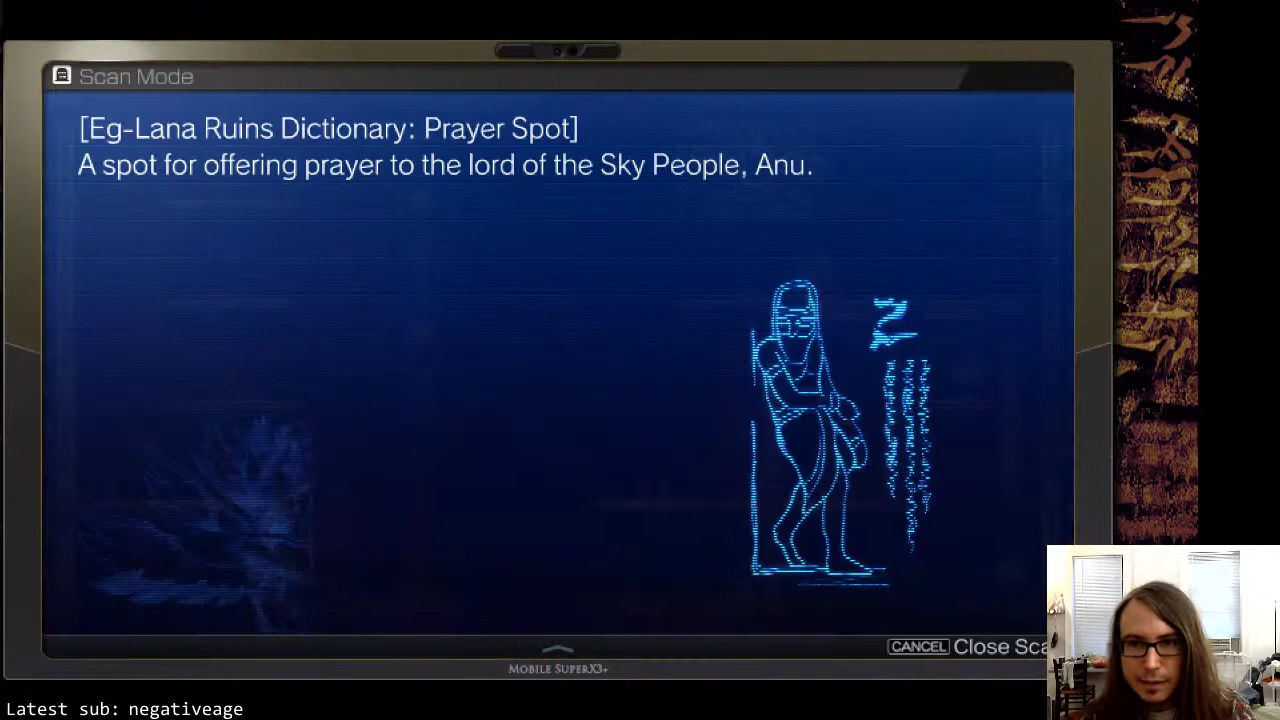 Scan Mode
[Eg-Lana Ruins Dictionary: Prayer Spot]
A spot for offering prayer to the lord of the Sky People, Anu.
CANCEL Close Sca
MOBILE SUPERX3+
Latest sub: negativeage